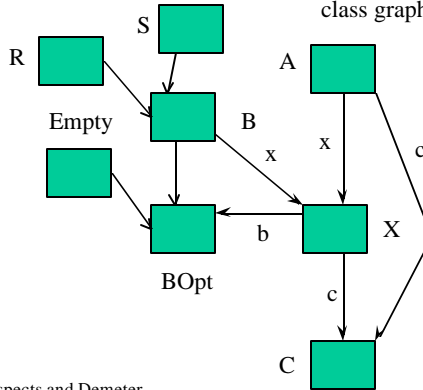 class graph
S
R
A
Empty
B
x
x
c
b
X
BOpt
c
C
spects and Demeter